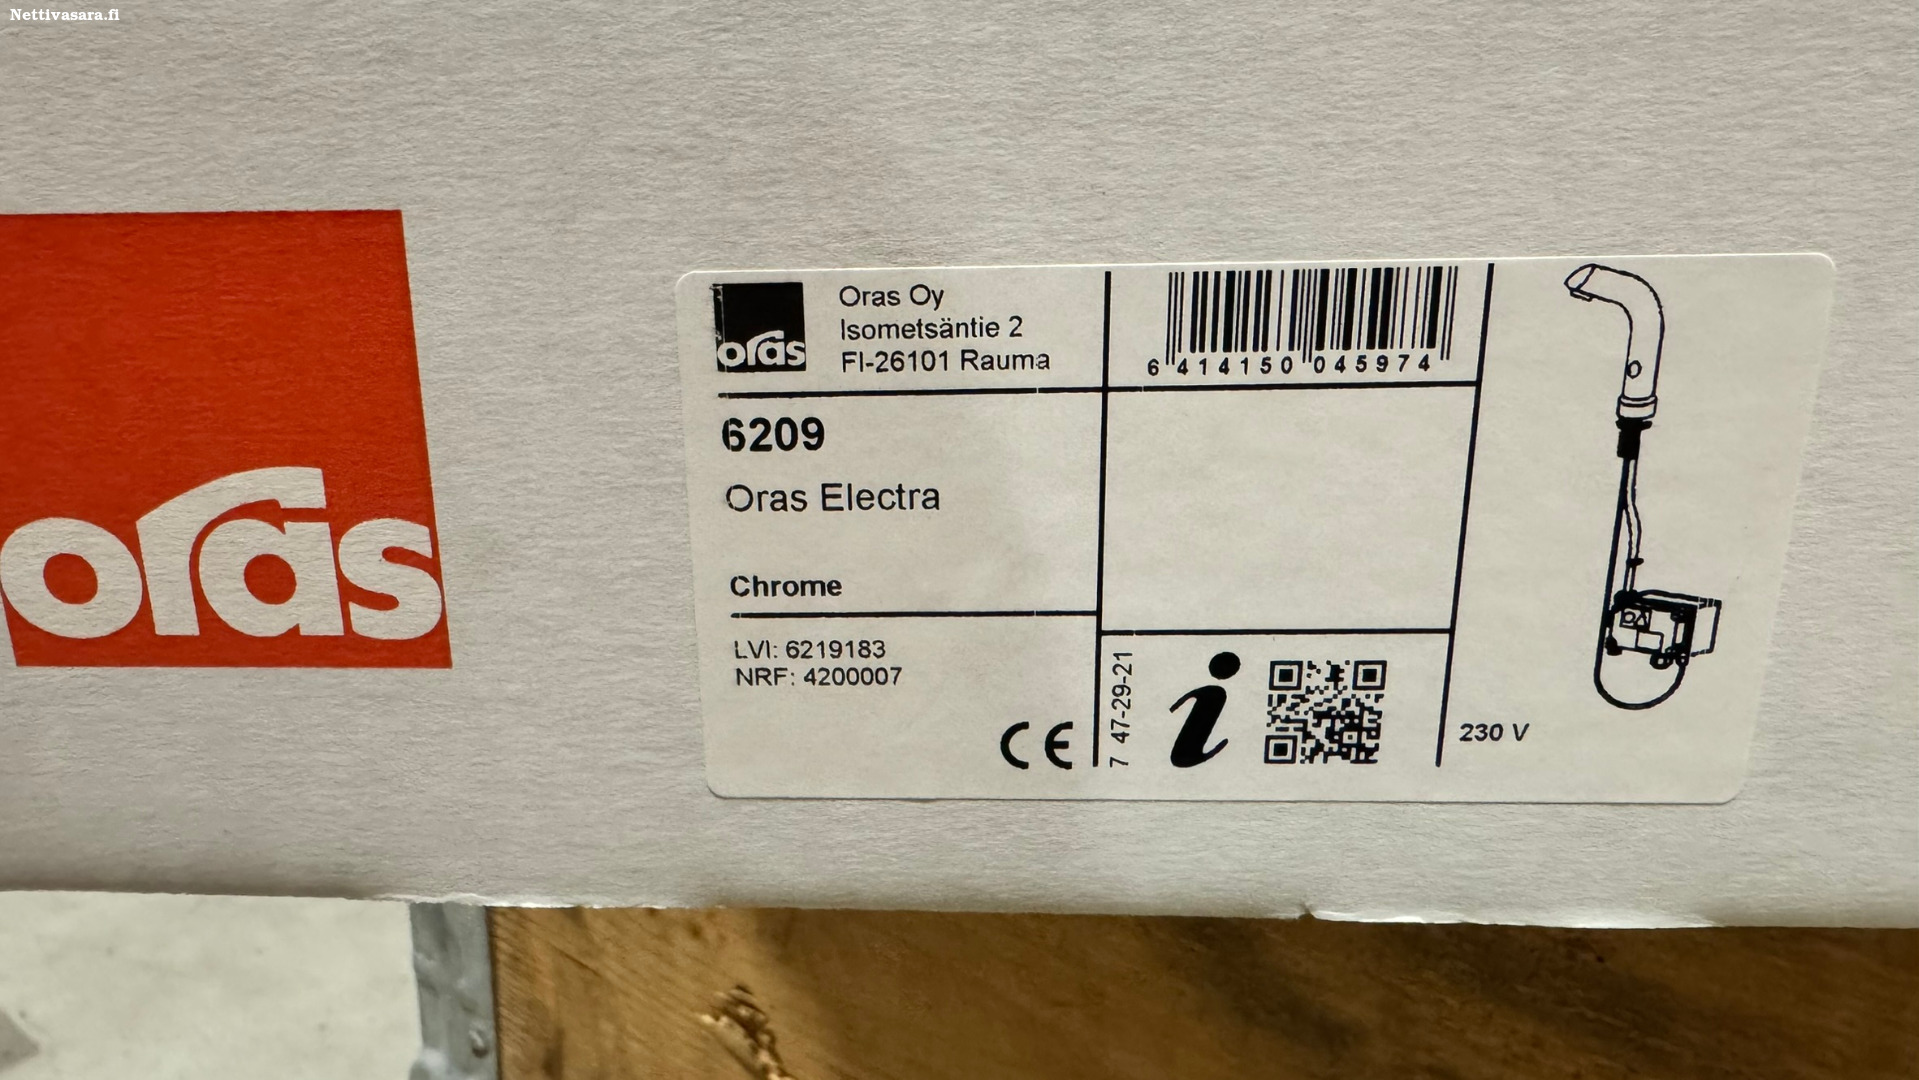 Nettivasara.fi
oras
oras
Oras Oy
Isometsäntie 2
FI-26101 Rauma
6 414150 045974
6209
Oras Electra
Chrome
LVI: 6219183
NRF: 4200007
CE
7 47-29-21
i
230 V